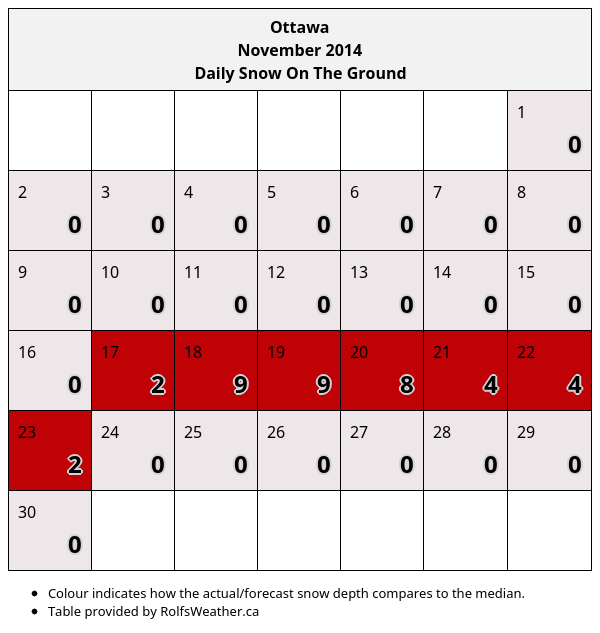 Ottawa
November 2014
Daily Snow On The Ground
1
0
2 3 4 5 6 7 8
0 0 0 0 0 0 0
9 10 11 12 13 14 15
0 0 0 0 0 0 0
16 17 18 19 20 21 22
0 2 9 9 8 4 4
23 24 25 26 27 28 29
2 0 0 0 0 0 0
30
0
• Colour indicates how the actual/forecast snow depth compares to the median.
• Table provided by RolfsWeather.ca